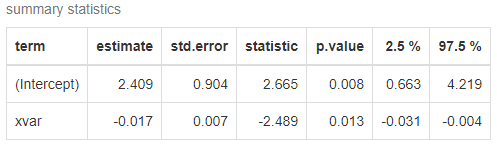 summary statistics
term estimate std.error statistic p.value 2.5 % 97.5 %
(Intercept) 2.409 0.904 2.665 0.008 0.663 4.219
xvar -0.017 0.007 -2.489 0.013 -0.031 -0.004